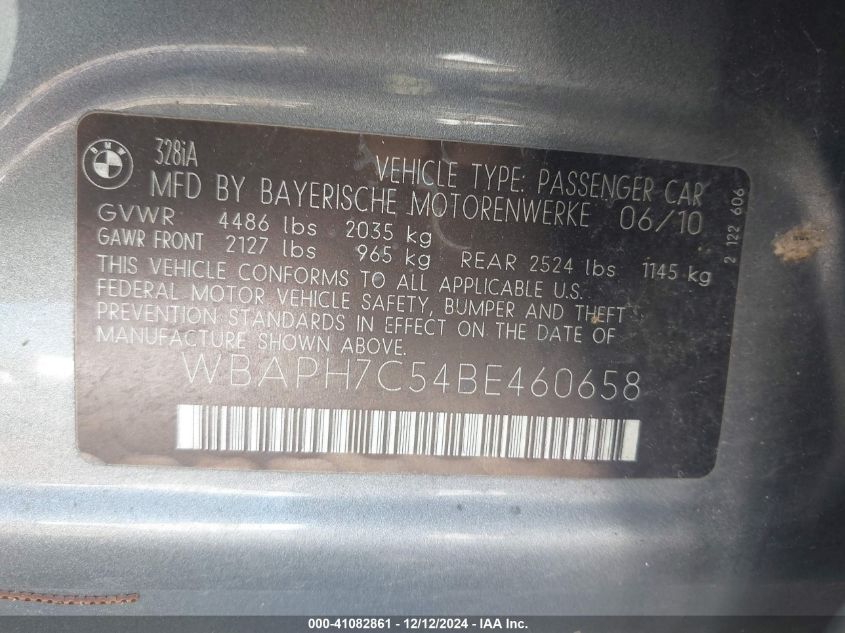 BMW
328iA
VEHICLE TYPE: PASSENGER CAR
MFD BY BAYERISCHE MOTORENWERKE 06/10
GVWR 4486 lbs 2035 kg
GAWR FRONT 2127 lbs 965 kg REAR 2524 lbs 1145 kg
THIS VEHICLE CONFORMS TO ALL APPLICABLE U.S.
FEDERAL MOTOR VEHICLE SAFETY, BUMPER AND THEFT
PREVENTION STANDARDS IN EFFECT ON THE DATE OF
MANUFACTURE SHOWN ABOVE.
WBAPH7C54BE460658
2 122 606
000-41082861 - 12/12/2024 - IAA Inc.